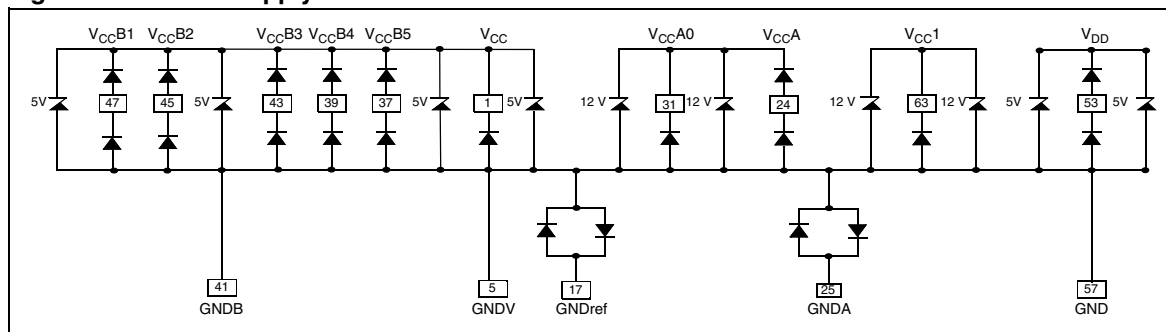 VCCB1 VCCB2 VCCB3 VCCB4 VCCB5 VCC VCCA0 VCCA VCC1 VDD
5V 47 45 5V 43 39 37 5V 1 5V 12 V 31 12 V 24 12 V 63 12 V 5V 53 5V
41 5 17 25 57
GNDB GNDV GNDref GNDA GND